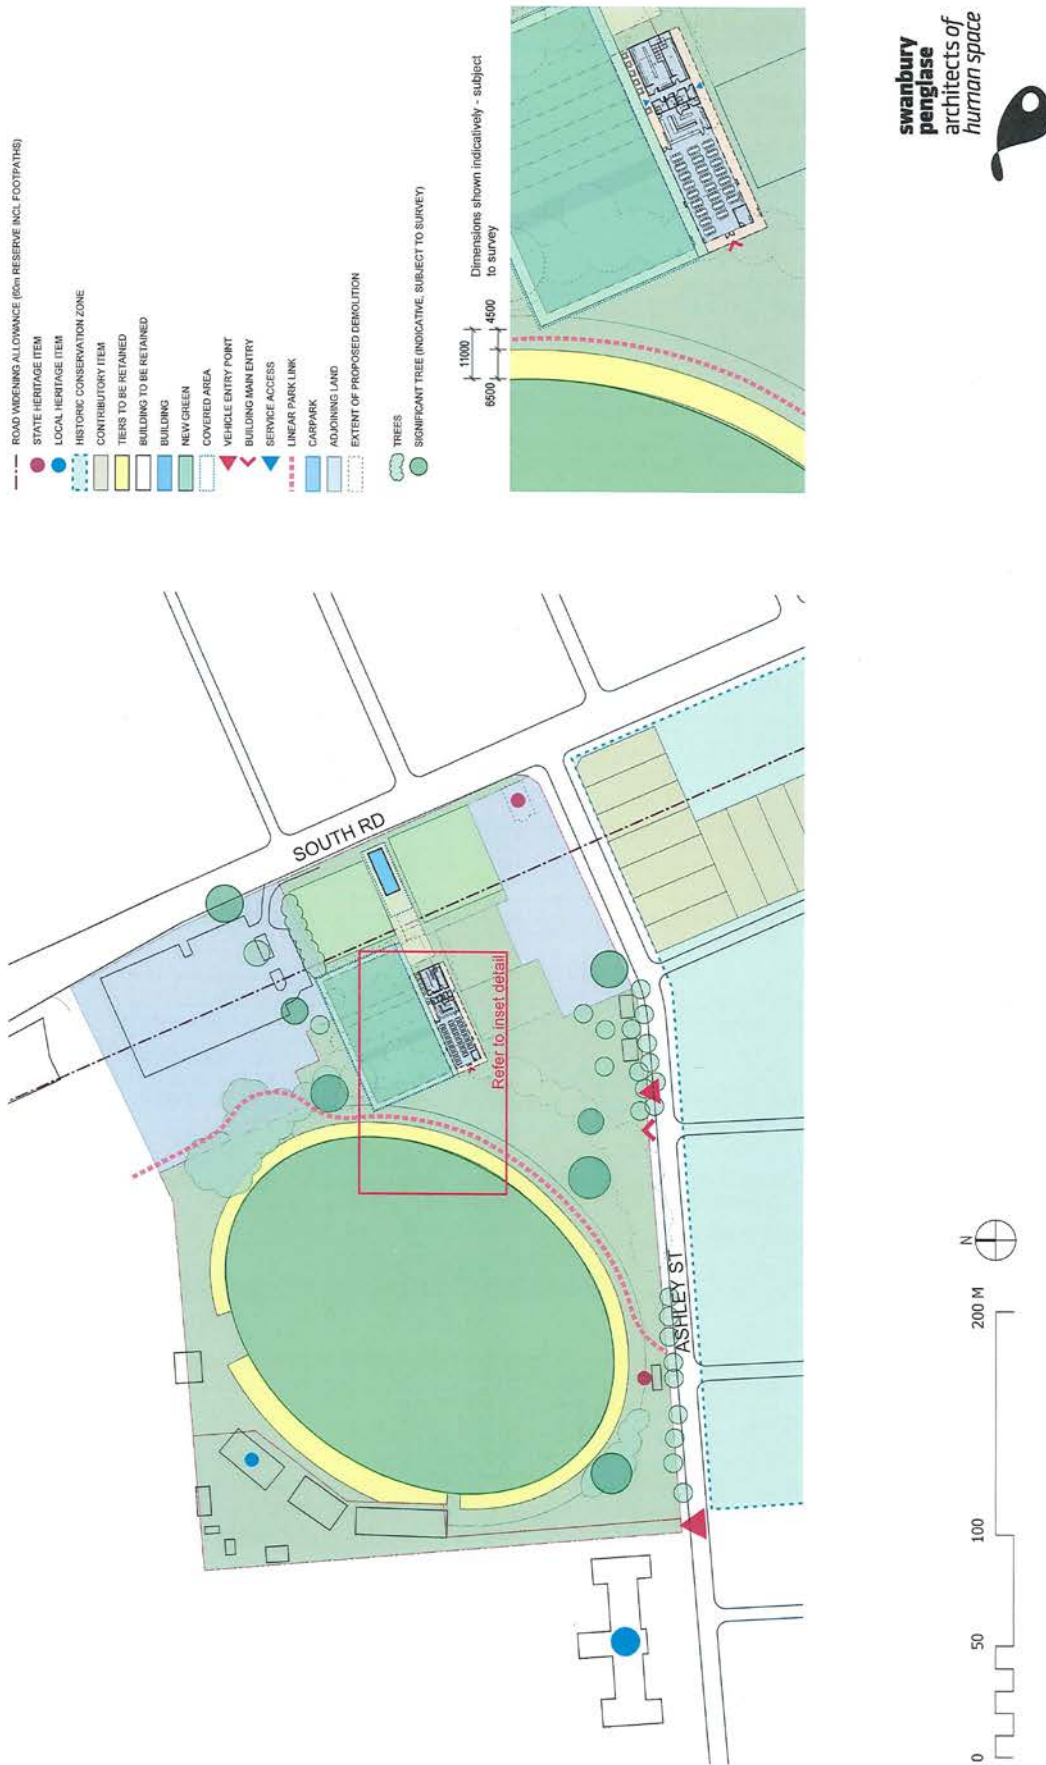 ROAD WIDENING ALLOWANCE (60m RESERVE INCL FOOTPATHS)
STATE HERITAGE ITEM
LOCAL HERITAGE ITEM
HISTORIC CONSERVATION ZONE
CONTRIBUTORY ITEM
TIERS TO BE RETAINED
BUILDING TO BE RETAINED
BUILDING
NEW GREEN
COVERED AREA
VEHICLE ENTRY POINT
BUILDING MAIN ENTRY
SERVICE ACCESS
LINEAR PARK LINK
CARPARK
ADJOINING LAND
EXTENT OF PROPOSED DEMOLITION
TREES
SIGNIFICANT TREE (INDICATIVE, SUBJECT TO SURVEY)
Dimensions shown indicatively - subject
to survey
11000
6500
4500
SOUTH RD
Refer to inset detail
ASHLEY ST
N
0
50
100
200 M
swanbury
penglase
architects of
human space